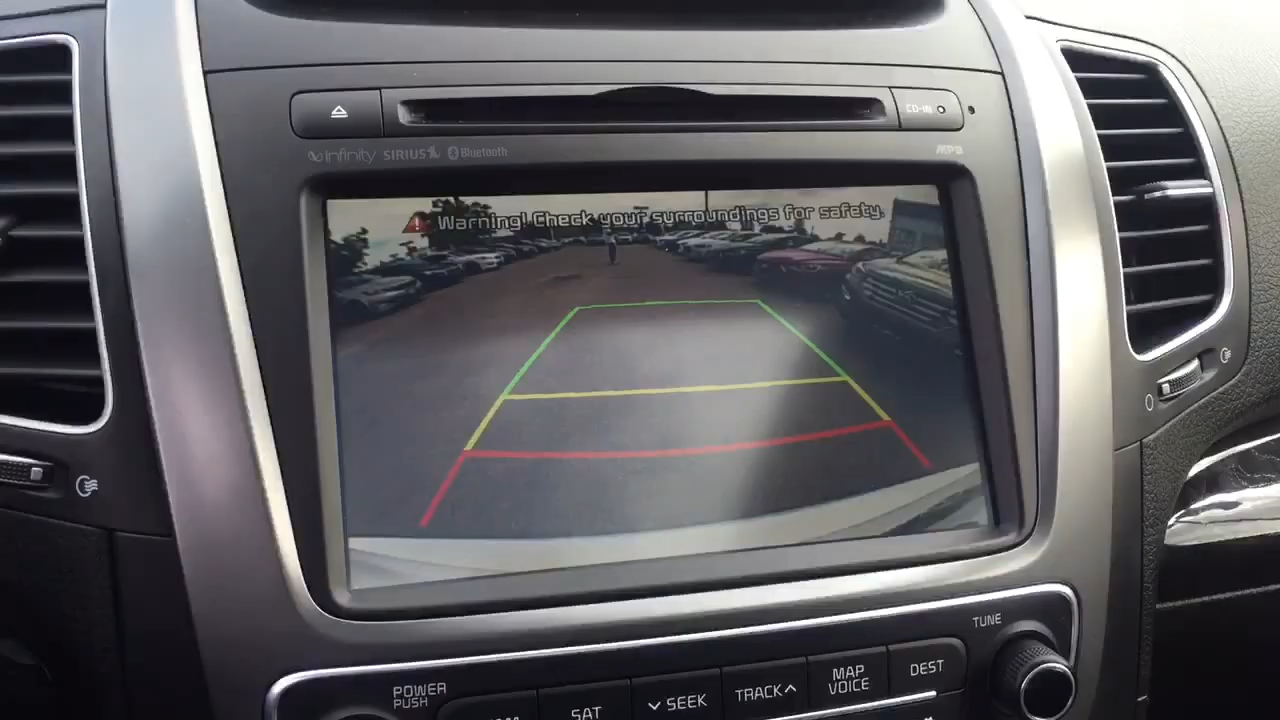 CD-IN
infinity SIRIUS Bluetooth
MP3
Warning! Check your surroundings for safety.
TUNE
POWER
PUSH
SAT
SEEK
TRACK
MAP
VOICE
DEST